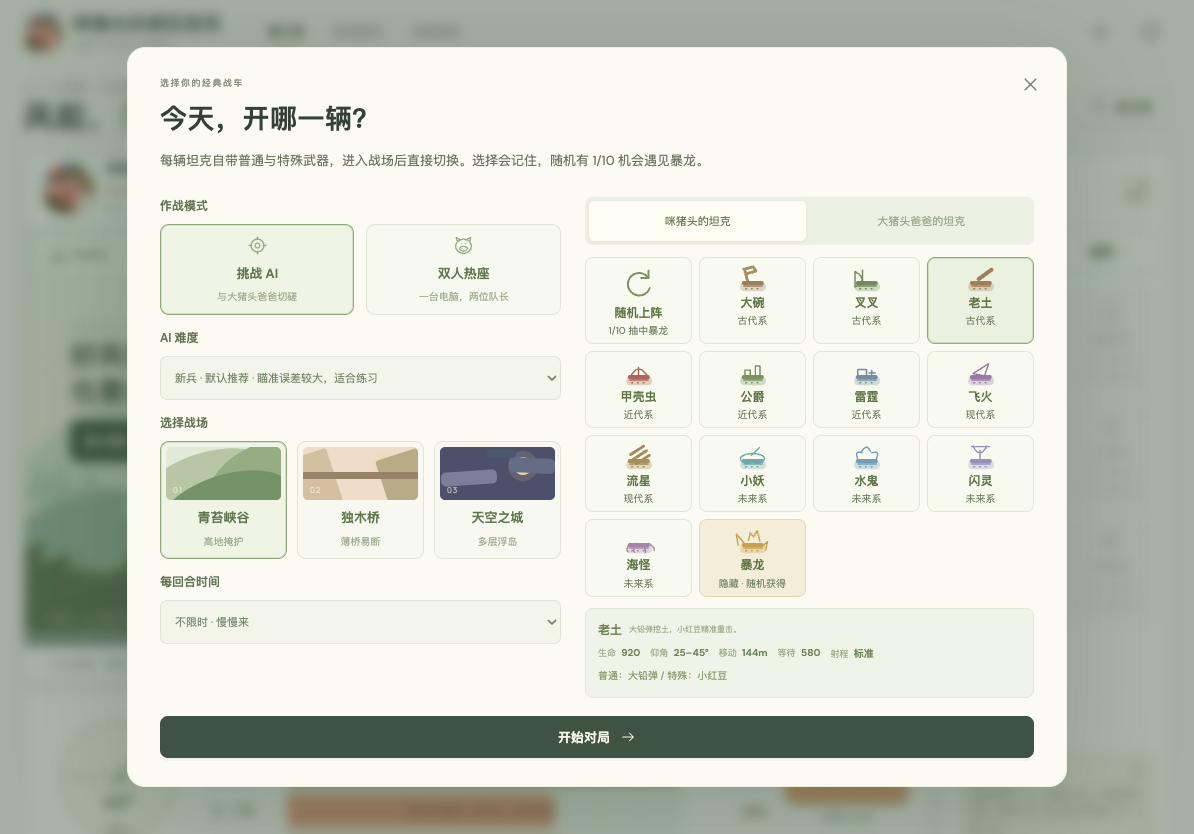 选择你的经典战车
今天，开哪一辆?
每辆坦克自带普通与特殊武器，进入战场后直接切换。选择会记住，随机有 1/10 机会遇见暴龙。
作战模式
挑战 AI
与大猪头爸爸切磋
双人热座
一台电脑，两位队长
AI 难度
新兵 · 默认推荐 · 瞄准误差较大，适合练习
选择战场
01
青苔峡谷
高地掩护
02
独木桥
薄桥易断
03
天空之城
多层浮岛
每回合时间
不限时 · 慢慢来
咪猪头的坦克
大猪头爸爸的坦克
随机上阵
1/10 抽中暴龙
大碗
古代系
叉叉
古代系
老土
古代系
甲壳虫
近代系
公爵
近代系
雷霆
近代系
飞火
现代系
流星
现代系
小妖
未来系
水鬼
未来系
闪灵
未来系
海怪
未来系
暴龙
隐藏 · 随机获得
老土 大铅弹挖土，小红豆精准重击。
生命 920 仰角 25–45° 移动 144m 等待 580 射程 标准
普通：大铅弹 / 特殊：小红豆
开始对局 →